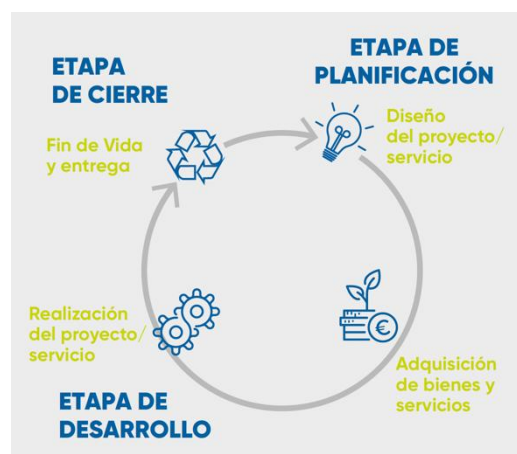 ETAPA
DE CIERRE
Fin de Vida
y entrega
ETAPA DE
PLANIFICACIÓN
Diseño
del proyecto/
servicio
Adquisición
de bienes y
servicios
Realización
del proyecto/
servicio
ETAPA DE
DESARROLLO
€